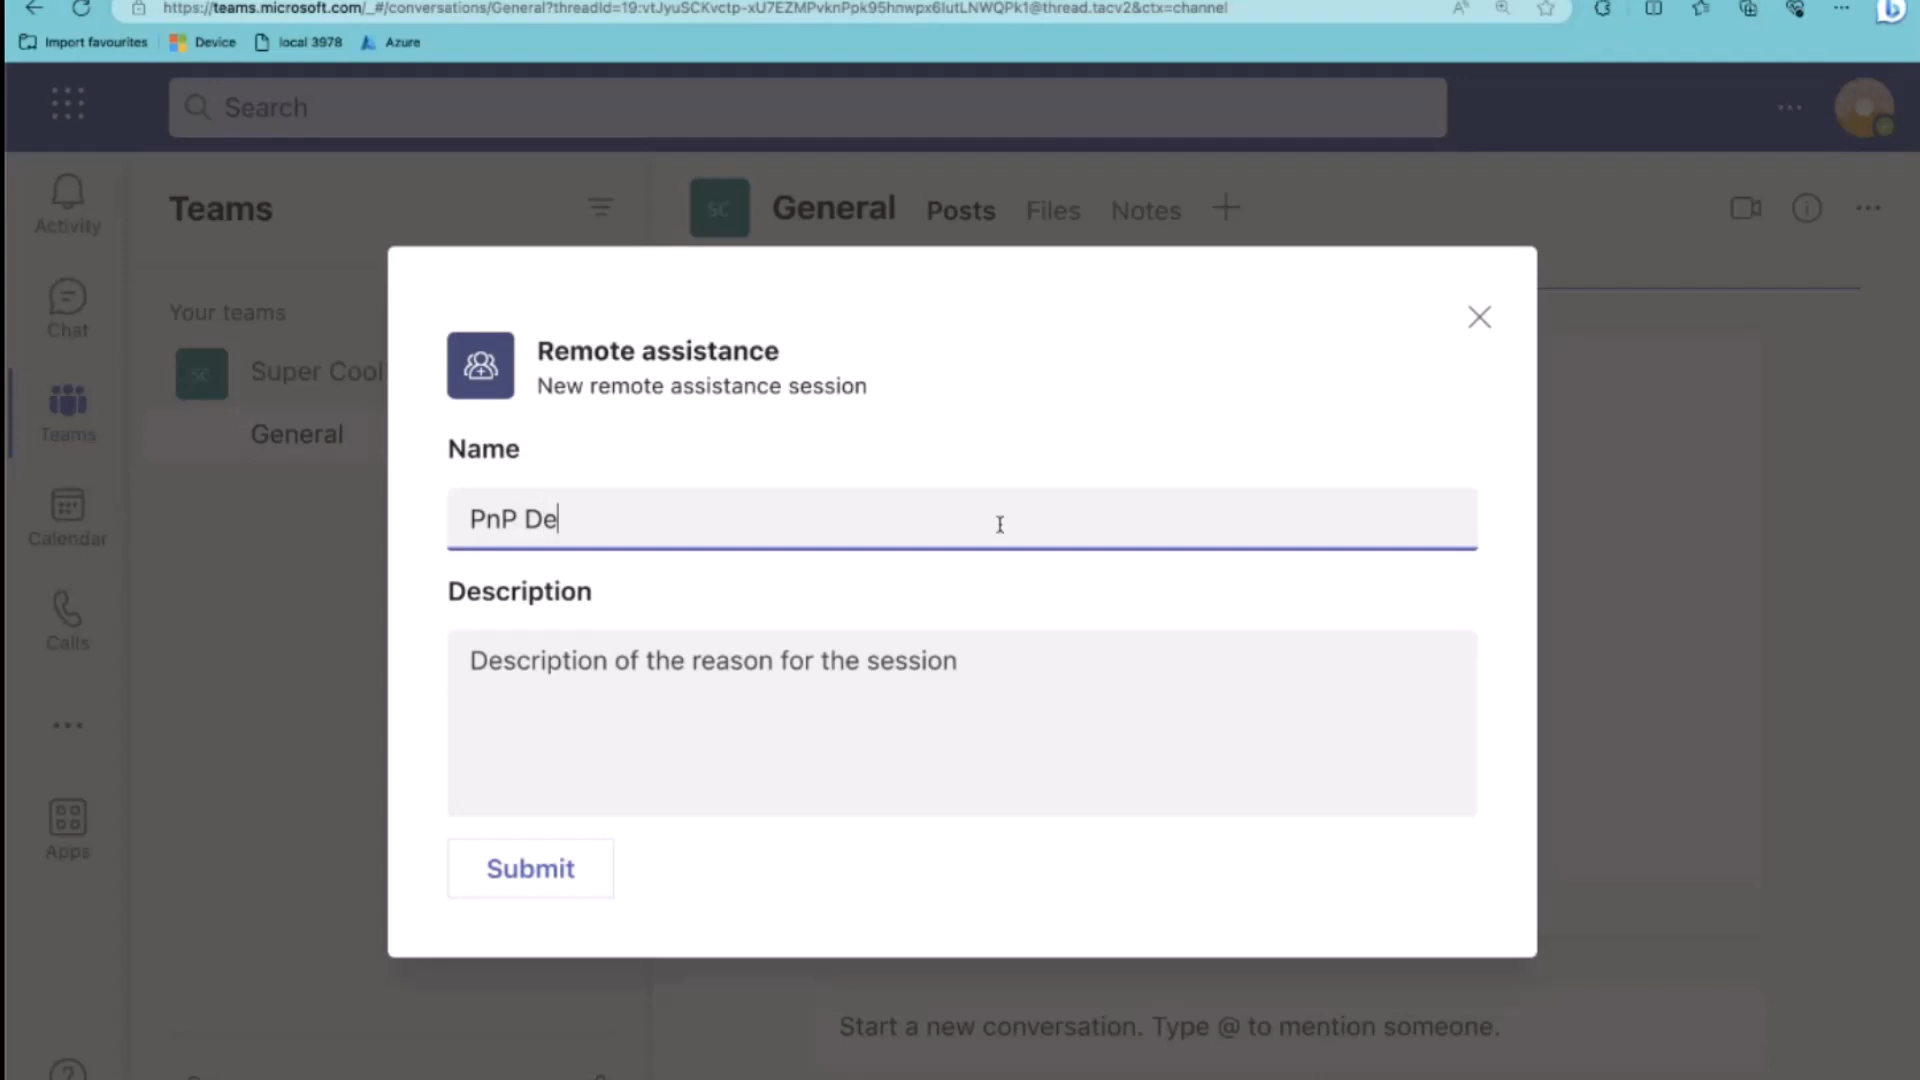 https://teams.microsoft.com/_#/conversations/General?threadId=19:vtJyuSCKvctp-xU7EZMPvknPpk95hnwpx6IutLNWQPk1@thread.tacv2&ctx=channel
Import favourites Device local 3978 Azure
Search
Activity
Teams
SC General Posts Files Notes
Your teams
Chat
SC Super Cool
Teams
General
Calendar
Calls
Apps
Remote assistance
New remote assistance session
Name
PnP De
Description
Description of the reason for the session
Submit
Start a new conversation. Type @ to mention someone.